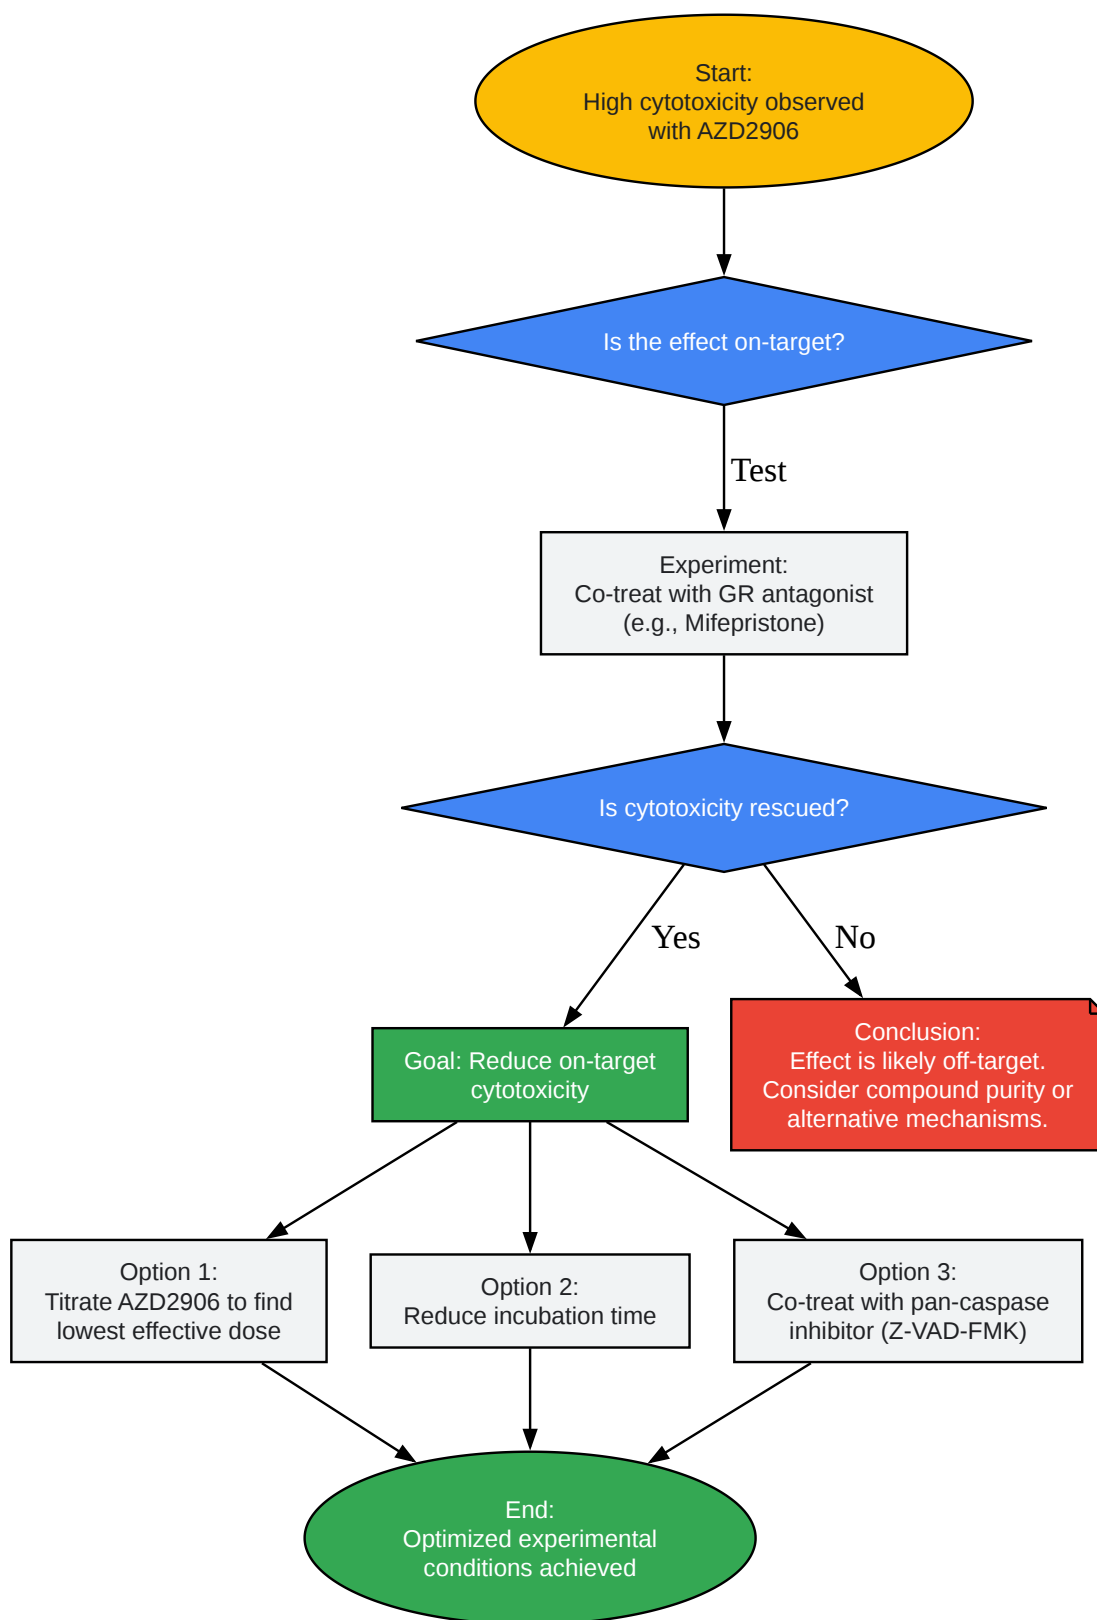 Start:
High cytotoxicity observed
with AZD2906
Is the effect on-target?
Test
Experiment:
Co-treat with GR antagonist
(e.g., Mifepristone)
Is cytotoxicity rescued?
Yes
No
Goal: Reduce on-target
cytotoxicity
Conclusion:
Effect is likely off-target.
Consider compound purity or
alternative mechanisms.
Option 1:
Titrate AZD2906 to find
lowest effective dose
Option 2:
Reduce incubation time
Option 3:
Co-treat with pan-caspase
inhibitor (Z-VAD-FMK)
End:
Optimized experimental
conditions achieved